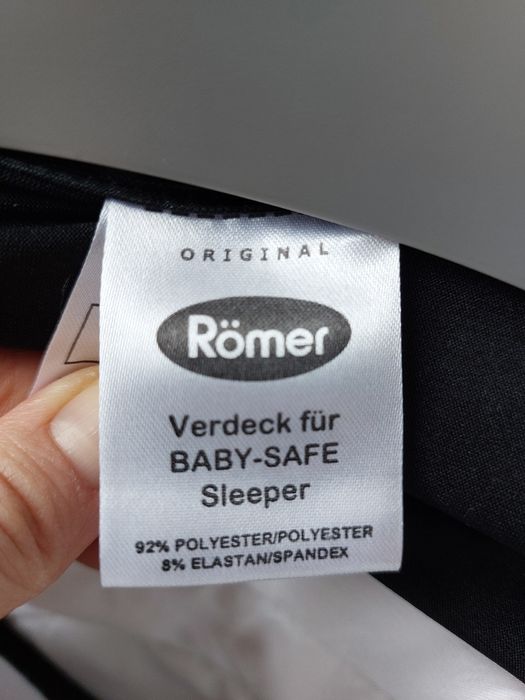 ORIGINAL
Römer
Verdeck für
BABY-SAFE
Sleeper
92% POLYESTER/POLYESTER
8% ELASTAN/SPANDEX